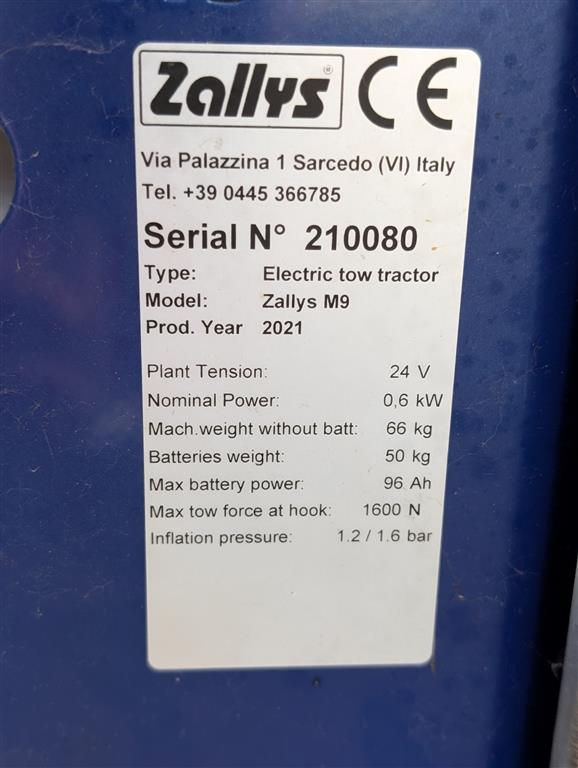 Zallys® CE
Via Palazzina 1 Sarcedo (VI) Italy
Tel. +39 0445 366785
Serial N° 210080
Type: Electric tow tractor
Model: Zallys M9
Prod. Year 2021
Plant Tension: 24 V
Nominal Power: 0,6 kW
Mach.weight without batt: 66 kg
Batteries weight: 50 kg
Max battery power: 96 Ah
Max tow force at hook: 1600 N
Inflation pressure: 1.2 / 1.6 bar